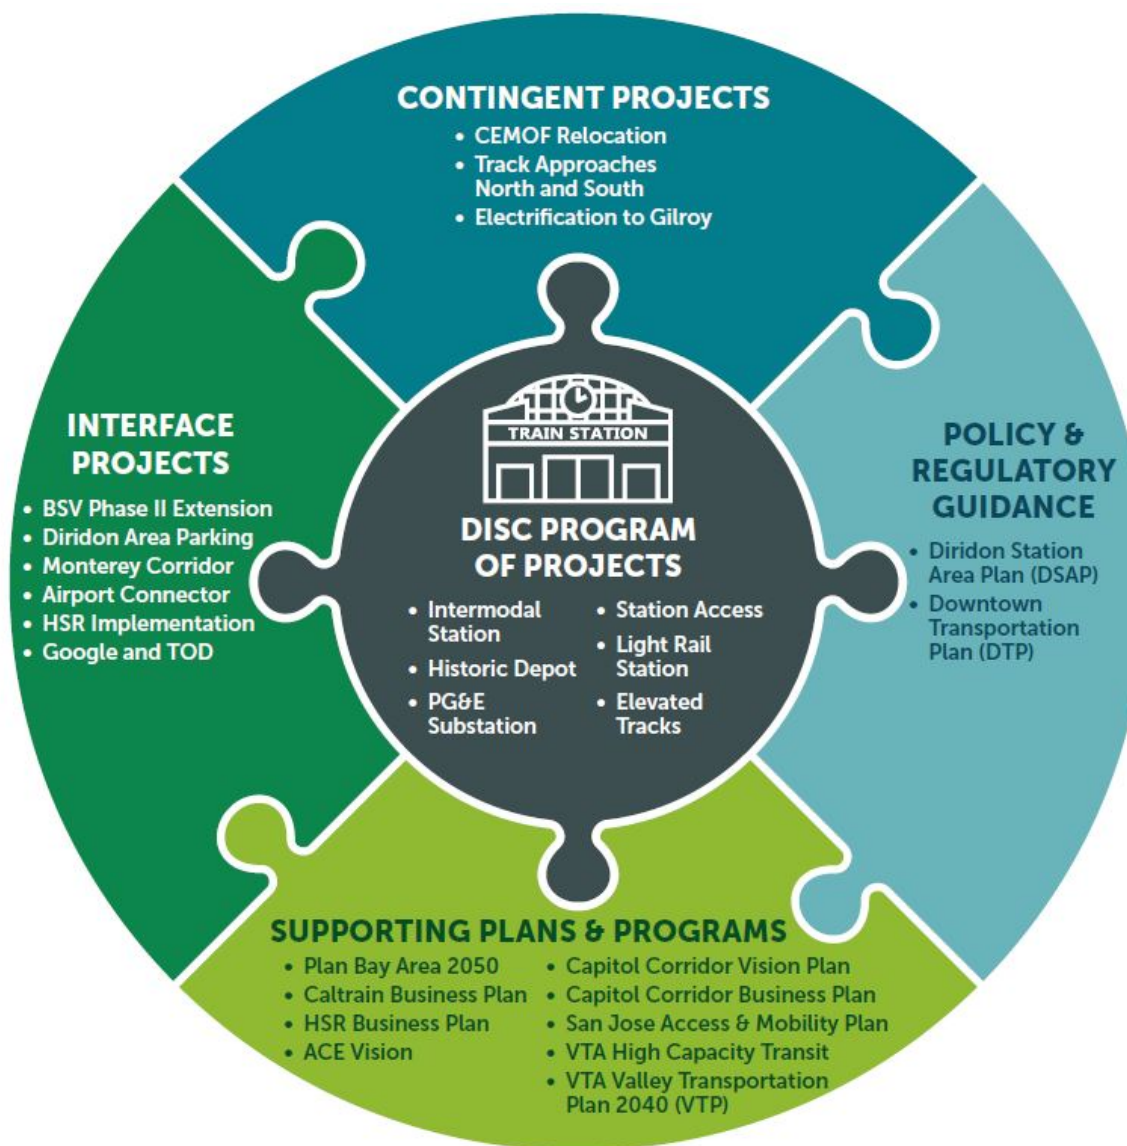 CONTINGENT PROJECTS
• CEMOF Relocation
• Track Approaches
North and South
• Electrification to Gilroy
INTERFACE
PROJECTS
• BSV Phase II Extension
• Diridon Area Parking
• Monterey Corridor
• Airport Connector
• HSR Implementation
• Google and TOD
TRAIN STATION
DISC PROGRAM
OF PROJECTS
• Intermodal
Station
• Historic Depot
• PG&E
Substation
• Station Access
• Light Rail
Station
• Elevated
Tracks
POLICY &
REGULATORY
GUIDANCE
• Diridon Station
Area Plan (DSAP)
• Downtown
Transportation
Plan (DTP)
SUPPORTING PLANS & PROGRAMS
• Plan Bay Area 2050
• Caltrain Business Plan
• HSR Business Plan
• ACE Vision
• Capitol Corridor Vision Plan
• Capitol Corridor Business Plan
• San Jose Access & Mobility Plan
• VTA High Capacity Transit
• VTA Valley Transportation
Plan 2040 (VTP)